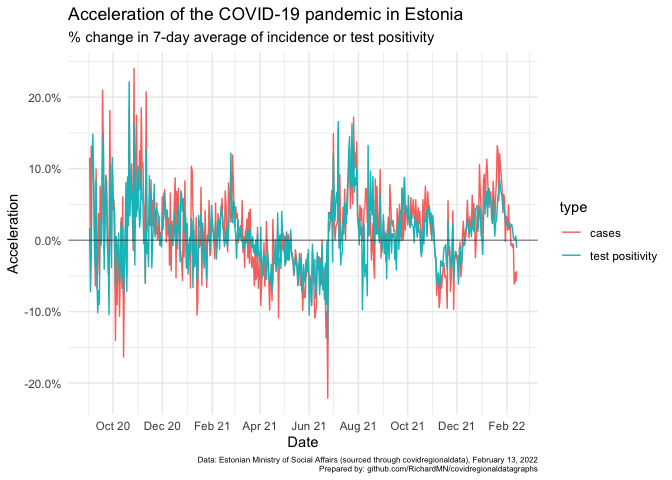 Acceleration of the COVID-19 pandemic in Estonia
% change in 7-day average of incidence or test positivity
Acceleration
20.0%
10.0%
0.0%
-10.0%
-20.0%
Oct 20 Dec 20 Feb 21 Apr 21 Jun 21 Aug 21 Oct 21 Dec 21 Feb 22
Date
type
cases
test positivity
Data: Estonian Ministry of Social Affairs (sourced through covidregionaldata), February 13, 2022
Prepared by: github.com/RichardMN/covidregionaldatagraphs